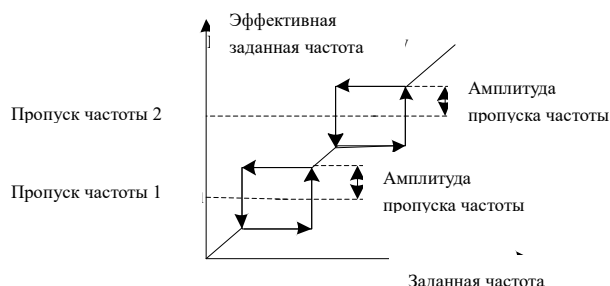 Эффективная
заданная частота
Амплитуда
пропуска частоты
Пропуск частоты 2
Амплитуда
пропуска частоты
Пропуск частоты 1
Заданная частота